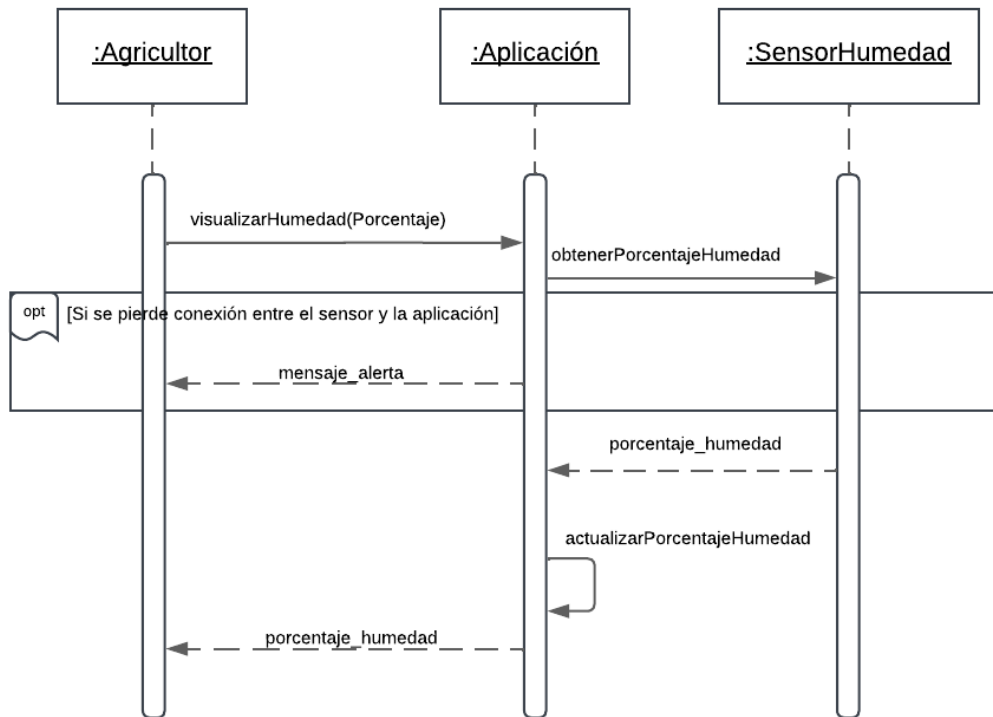 :Agricultor
:Aplicación
:SensorHumedad
visualizarHumedad(Porcentaje)
obtenerPorcentajeHumedad
opt
[Si se pierde conexión entre el sensor y la aplicación]
mensaje_alerta
porcentaje_humedad
actualizarPorcentajeHumedad
porcentaje_humedad